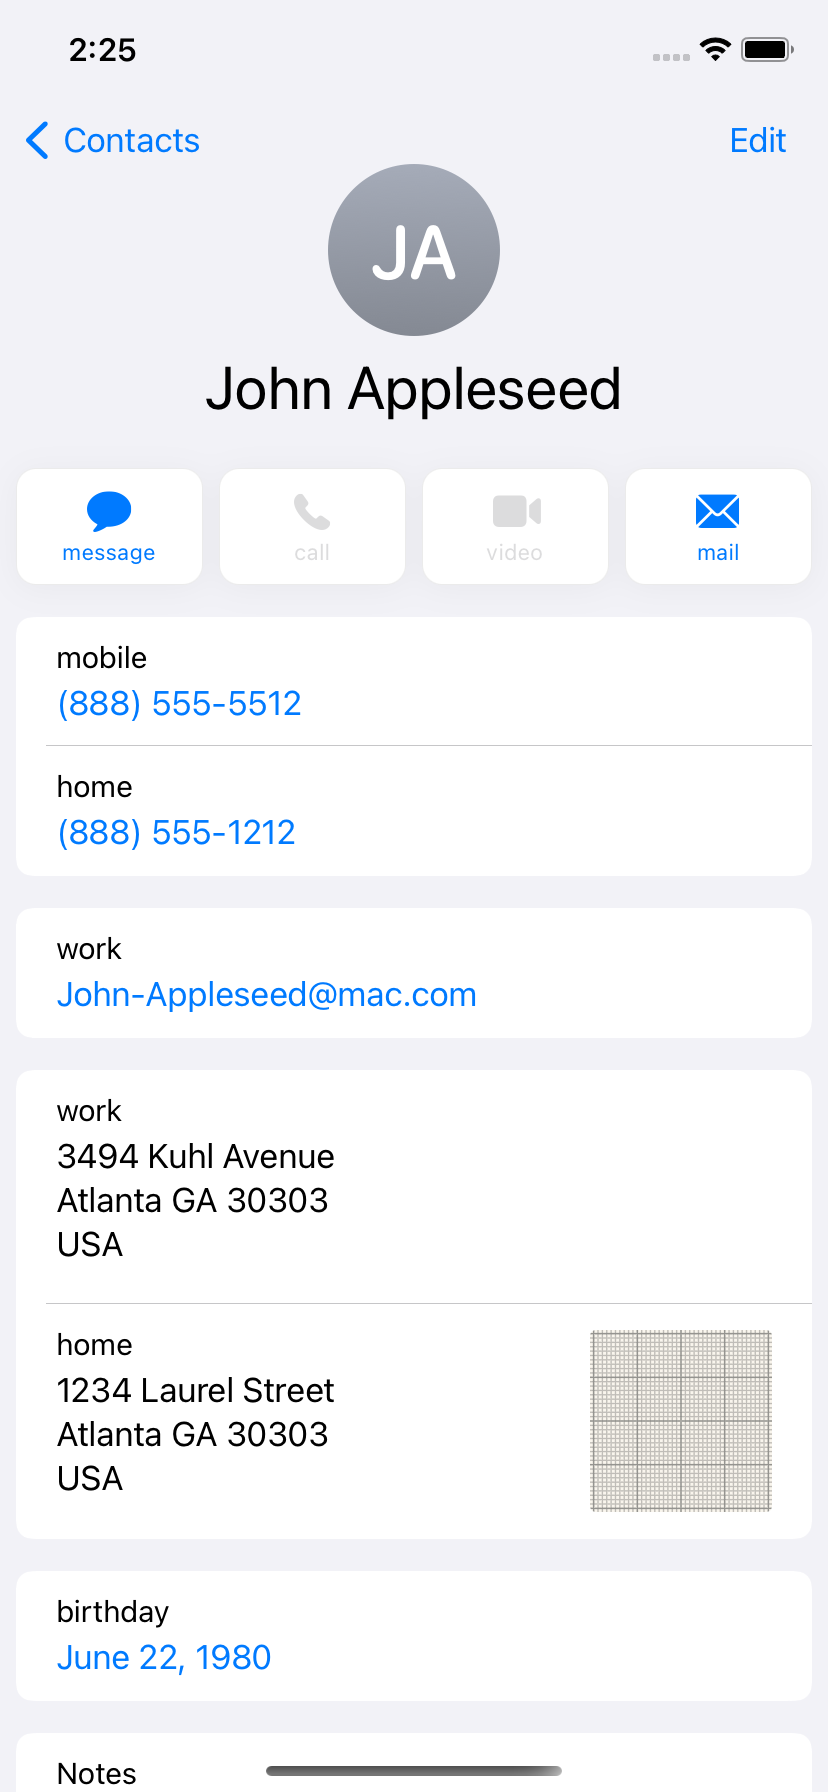 2:25
Contacts
Edit
JA
John Appleseed
message
call
video
mail
mobile
(888) 555-5512
home
(888) 555-1212
work
John-Appleseed@mac.com
work
3494 Kuhl Avenue
Atlanta GA 30303
USA
home
1234 Laurel Street
Atlanta GA 30303
USA
birthday
June 22, 1980
Notes